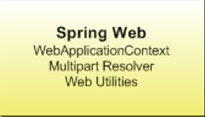 Spring Web
WebApplicationContext
Multipart Resolver
Web Utilities